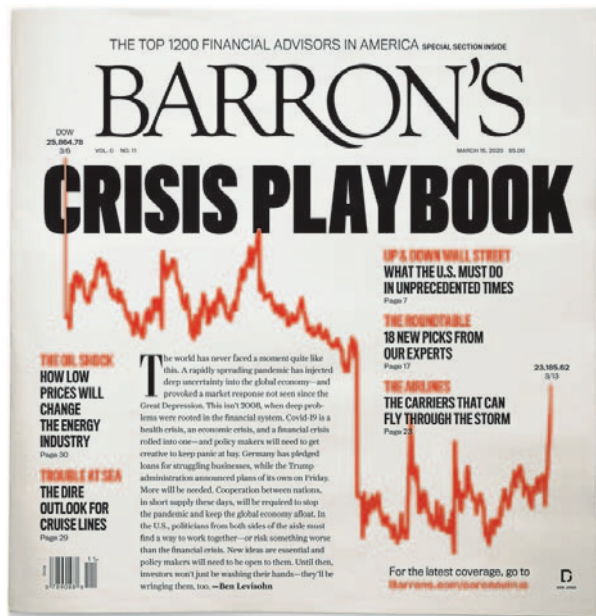 THE TOP 1200 FINANCIAL ADVISORS IN AMERICA SPECIAL SECTION INSIDE
BARRON'S
DOW
25,864.78
3/6
VOL. C NO. 11
MARCH 16, 2020 $5.00
CRISIS PLAYBOOK
UP & DOWN WALL STREET
WHAT THE U.S. MUST DO
IN UNPRECEDENTED TIMES
Page 7
THE ROUNDTABLE
18 NEW PICKS FROM
OUR EXPERTS
Page 17
23,185.62
3/13
THE AIRLINES
THE CARRIERS THAT CAN
FLY THROUGH THE STORM
Page 23
THE OIL SHOCK
HOW LOW
PRICES WILL
CHANGE
THE ENERGY
INDUSTRY
Page 30
TROUBLE AT SEA
THE DIRE
OUTLOOK FOR
CRUISE LINES
Page 29
The world has never faced a moment quite like
this. A rapidly spreading pandemic has injected
deep uncertainty into the global economy—and
provoked a market response not seen since the
Great Depression. This isn't 2008, when deep prob-
lems were rooted in the financial system. Covid-19 is a
health crisis, an economic crisis, and a financial crisis
rolled into one—and policy makers will need to get
creative to keep panic at bay. Germany has pledged
loans for struggling businesses, while the Trump
administration announced plans of its own on Friday.
More will be needed. Cooperation between nations,
in short supply these days, will be required to stop
the pandemic and keep the global economy afloat. In
the U.S., politicians from both sides of the aisle must
find a way to work together—or risk something worse
than the financial crisis. New ideas are essential and
policy makers will need to be open to them. Until then,
investors won't just be washing their hands—they'll be
wringing them, too. —Ben Levisohn
For the latest coverage, go to
Barrons.com/coronavirus
D
11>